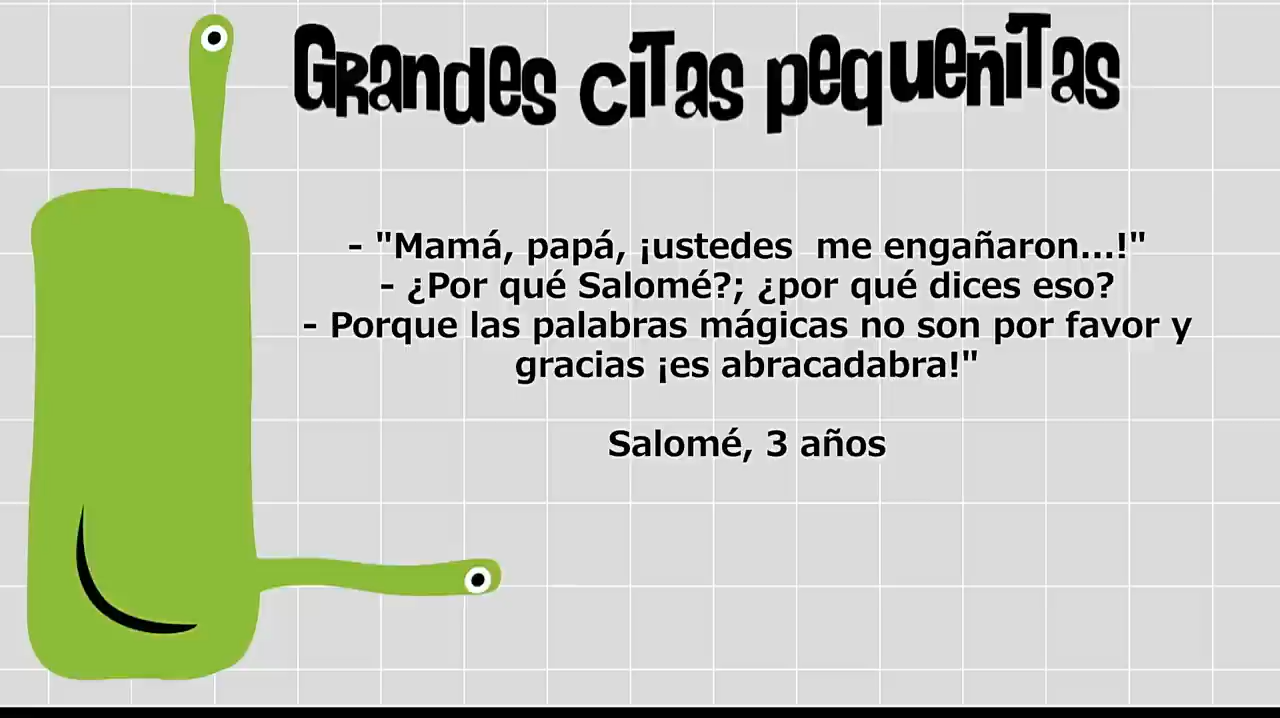 Grandes citas pequeñitas
- "Mamá, papá, ¡ustedes  me engañaron...!"
- ¿Por qué Salomé?; ¿por qué dices eso?
- Porque las palabras mágicas no son por favor y
gracias ¡es abracadabra!"
Salomé, 3 años